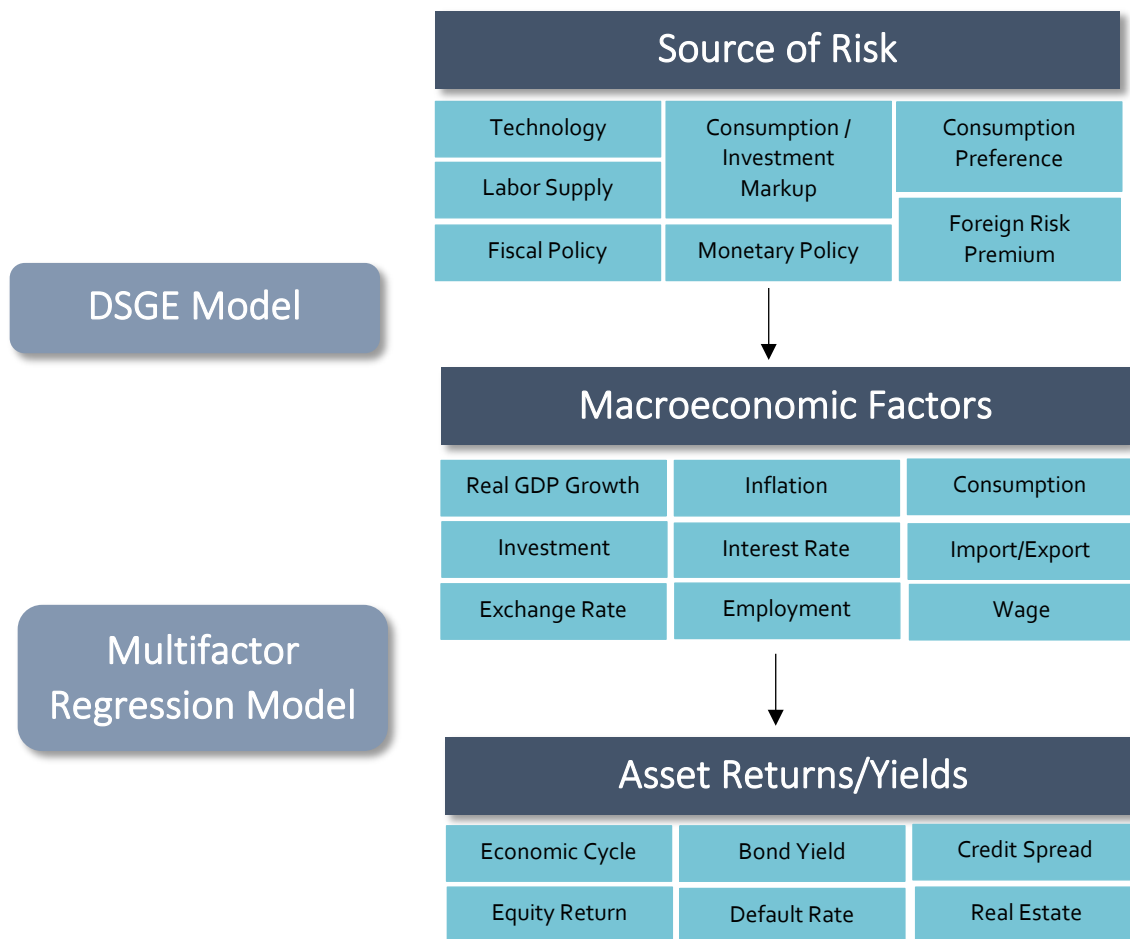 Source of Risk
Technology
Consumption /
Investment
Markup
Consumption
Preference
Labor Supply
Fiscal Policy
Monetary Policy
Foreign Risk
Premium
DSGE Model
Macroeconomic Factors
Real GDP Growth
Inflation
Consumption
Investment
Interest Rate
Import/Export
Exchange Rate
Employment
Wage
Multifactor
Regression Model
Asset Returns/Yields
Economic Cycle
Bond Yield
Credit Spread
Equity Return
Default Rate
Real Estate